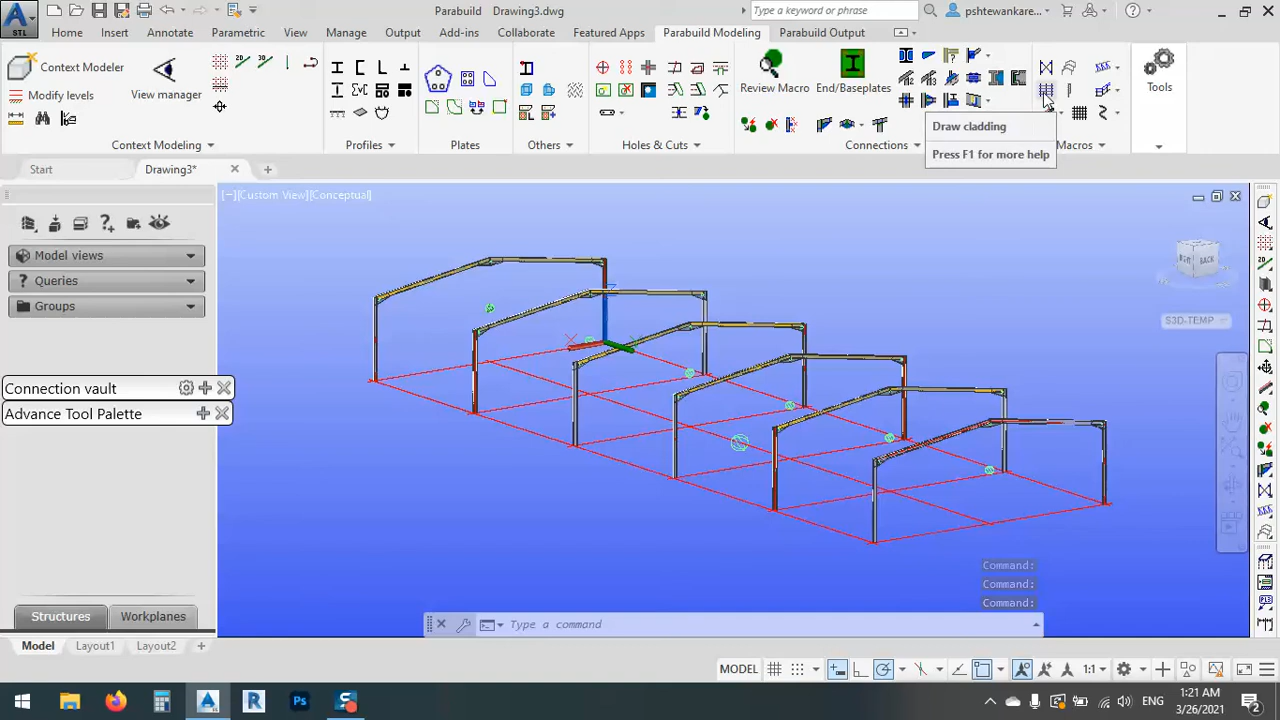 A
STL
Parabuild Drawing3.dwg
Type a keyword or phrase
pshtewankare...
Home
Insert
Annotate
Parametric
View
Manage
Output
Add-ins
Collaborate
Featured Apps
Parabuild Modeling
Parabuild Output
Context Modeler
Modify levels
View manager
Review Macro
End/Baseplates
Tools
Context Modeler
Profiles
Plates
Others
Holes & Cuts
Connections
Macros
Draw cladding
Press F1 for more help
Start
Drawing3*
[−][Custom View][Conceptual]
Model views
Queries
Groups
BACK
S3D-TEMP
Connection vault
Advance Tool Palette
Command:
Command:
Command:
Type a command
Structures
Workplanes
Model
Layout1
Layout2
MODEL
1:1
ENG
1:21 AM
3/26/2021
2